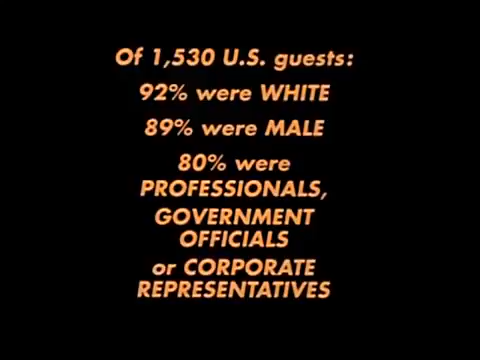 Of 1,530 U.S. guests:
92% were WHITE
89% were MALE
80% were
PROFESSIONALS,
GOVERNMENT
OFFICIALS
or CORPORATE
REPRESENTATIVES